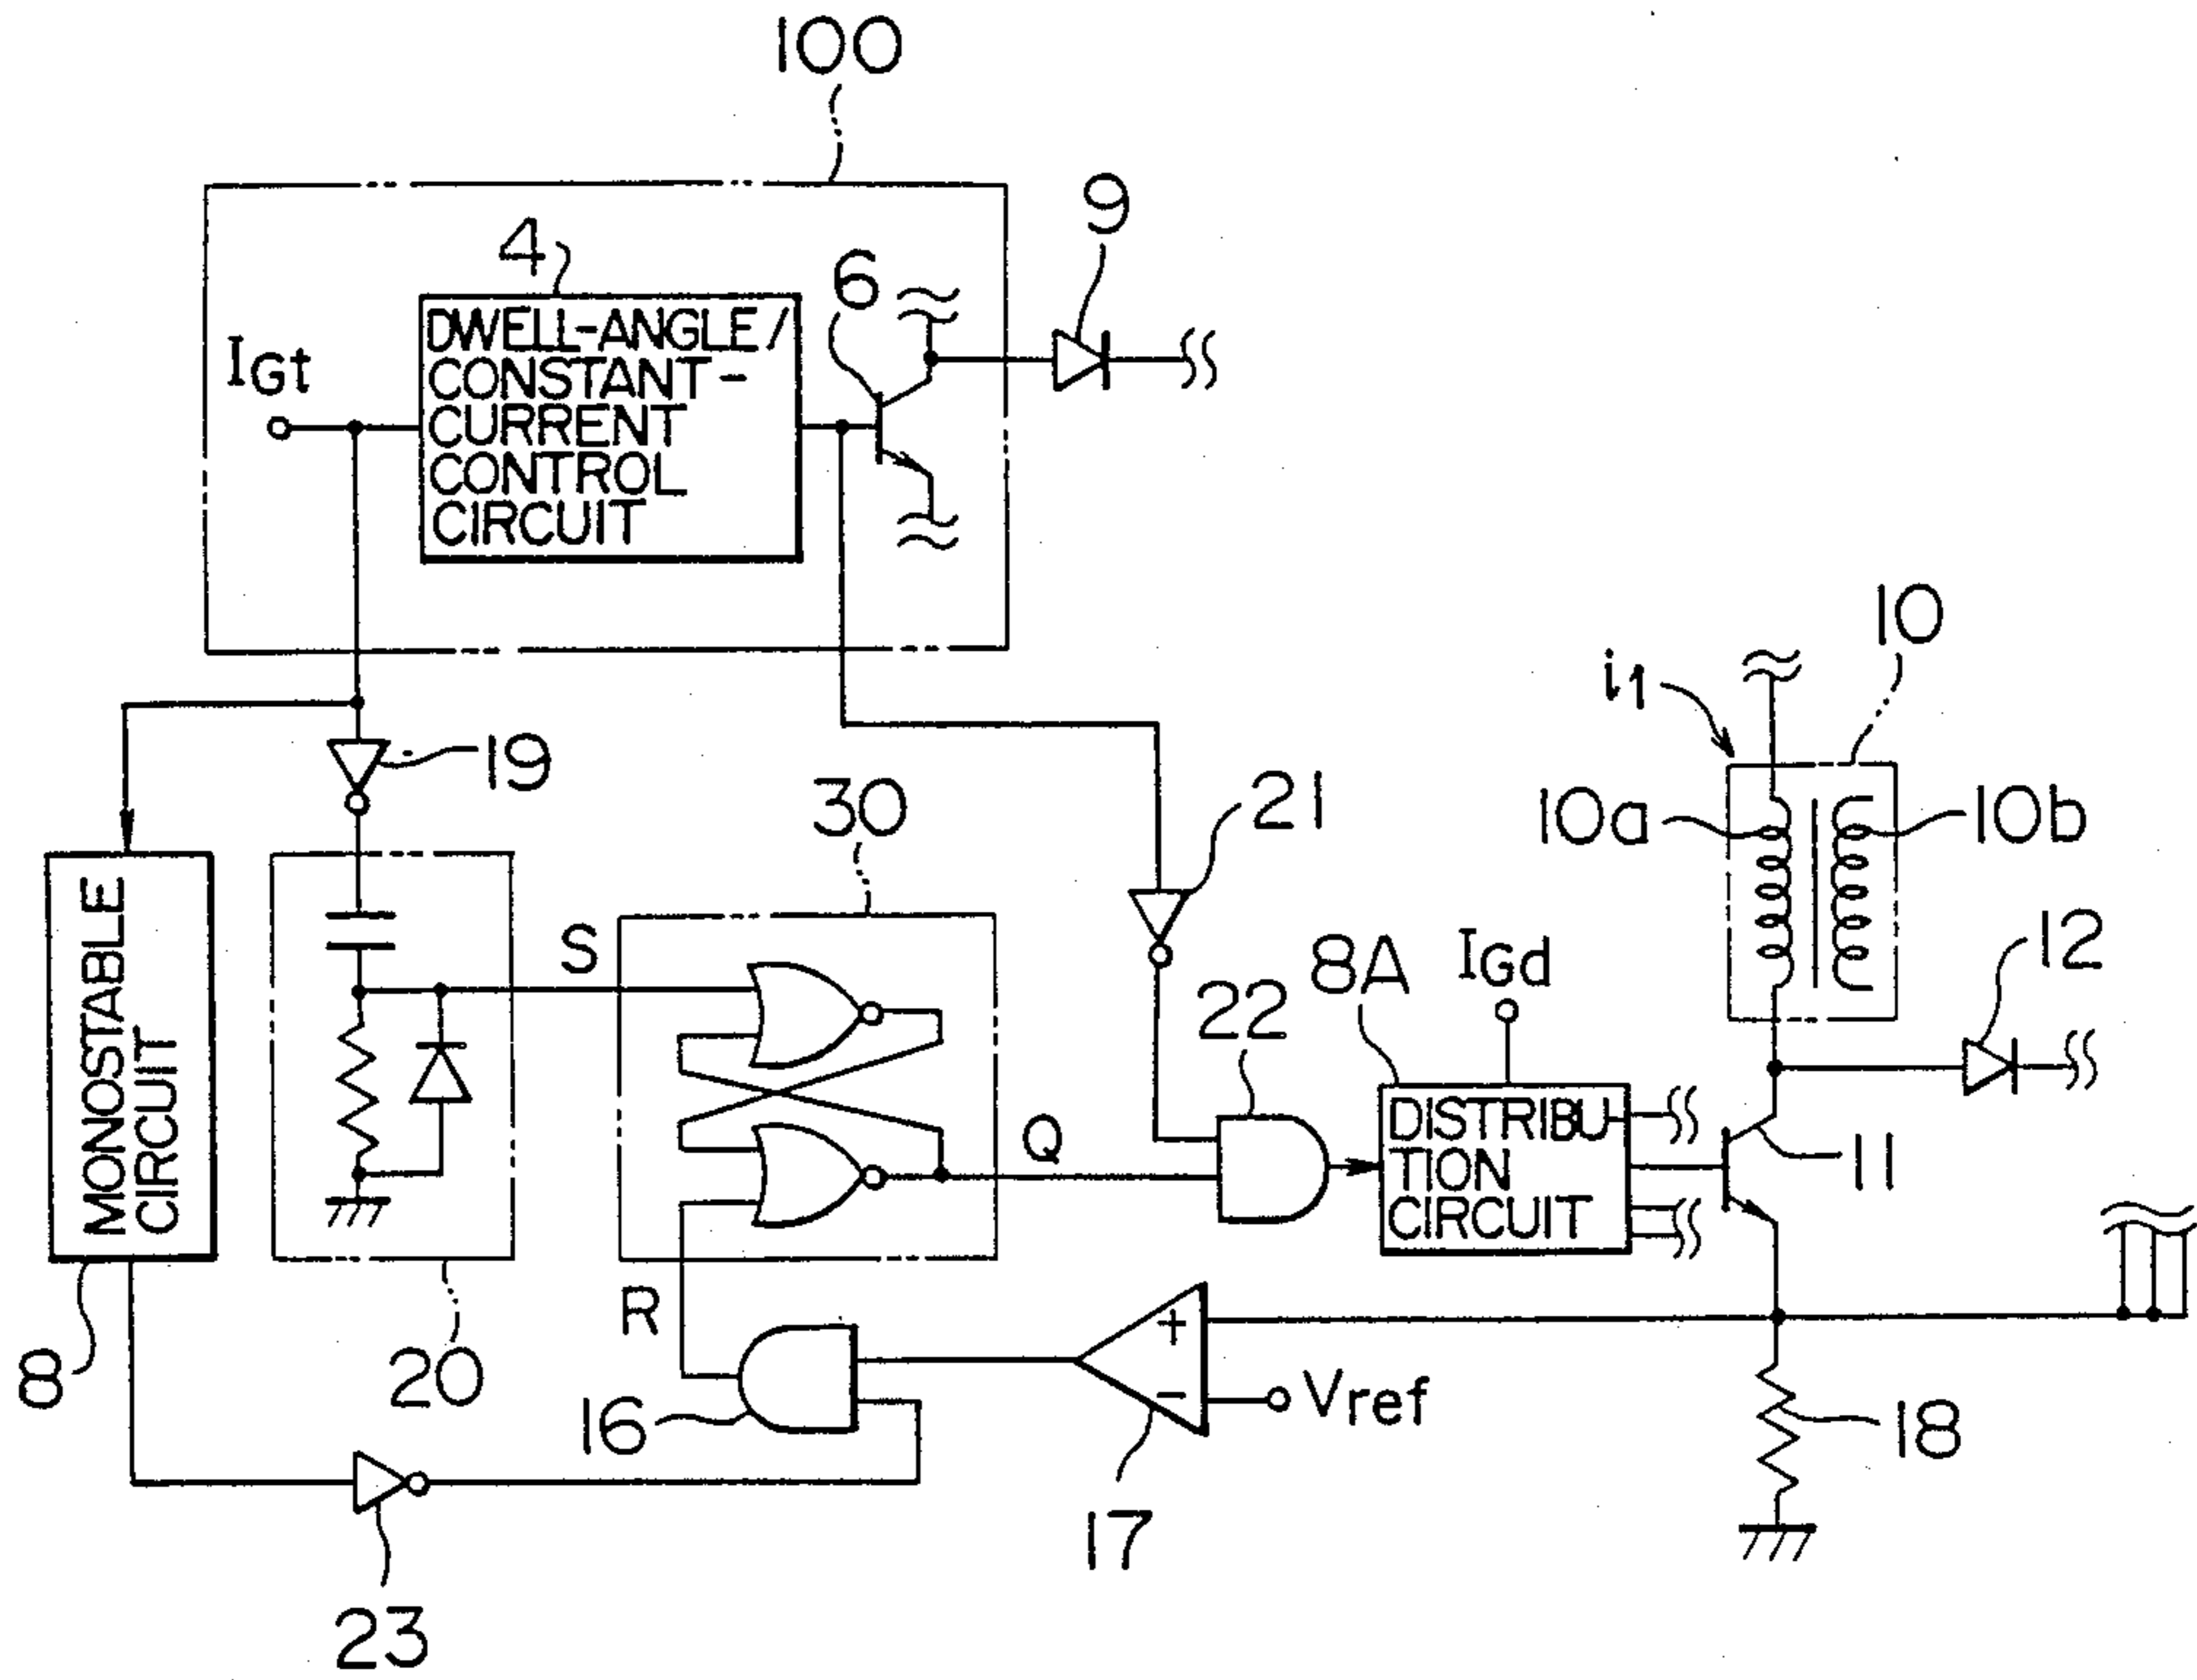 100
9
4
6
DWELL-ANGLE/
CONSTANT-
CURRENT
CONTROL
CIRCUIT
IGt
10
i1
19
30
21
10a
10b
MONOSTABLE
CIRCUIT
S
8A
IGd
12
22
Q
DISTRIBU-
TION
CIRCUIT
11
R
8
20
16
+
-
Vref
18
17
23